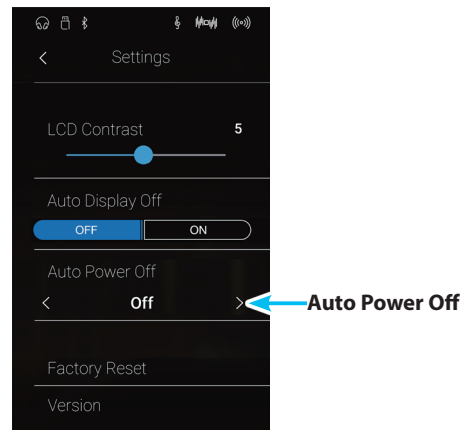 Settings
LCD Contrast 5
Auto Display Off
OFF ON
Auto Power Off
Off
Auto Power Off
Factory Reset
Version